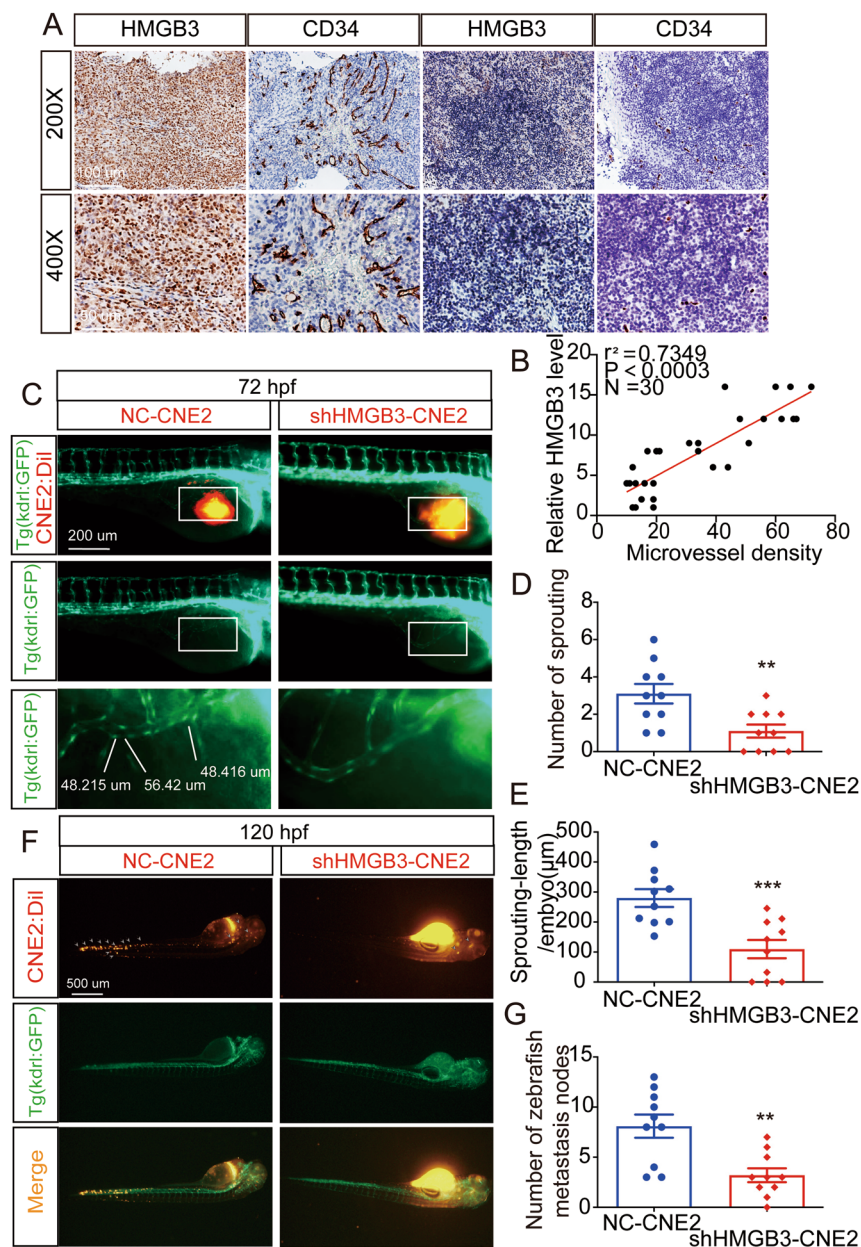 A
HMGB3
CD34
HMGB3
CD34
200X
100 um
400X
50 um
B
r² = 0.7349
P < 0.0003
N =30
Relative HMGB3 level
20
15
10
5
0
0
20
40
60
80
Microvessel density
C
72 hpf
NC-CNE2
shHMGB3-CNE2
Tg(kdrl:GFP)
CNE2:Dil
200 um
Tg(kdrl:GFP)
Tg(kdrl:GFP)
48.215 um
56.42 um
48.416 um
D
Number of sprouting
8
6
4
2
0
**
NC-CNE2
shHMGB3-CNE2
E
Sprouting-length
/embyo(μm)
500
400
300
200
100
0
***
NC-CNE2
shHMGB3-CNE2
F
120 hpf
NC-CNE2
shHMGB3-CNE2
CNE2:Dil
500 um
Tg(kdrl:GFP)
Merge
G
Number of zebrafish
metastasis nodes
15
10
5
0
**
NC-CNE2
shHMGB3-CNE2